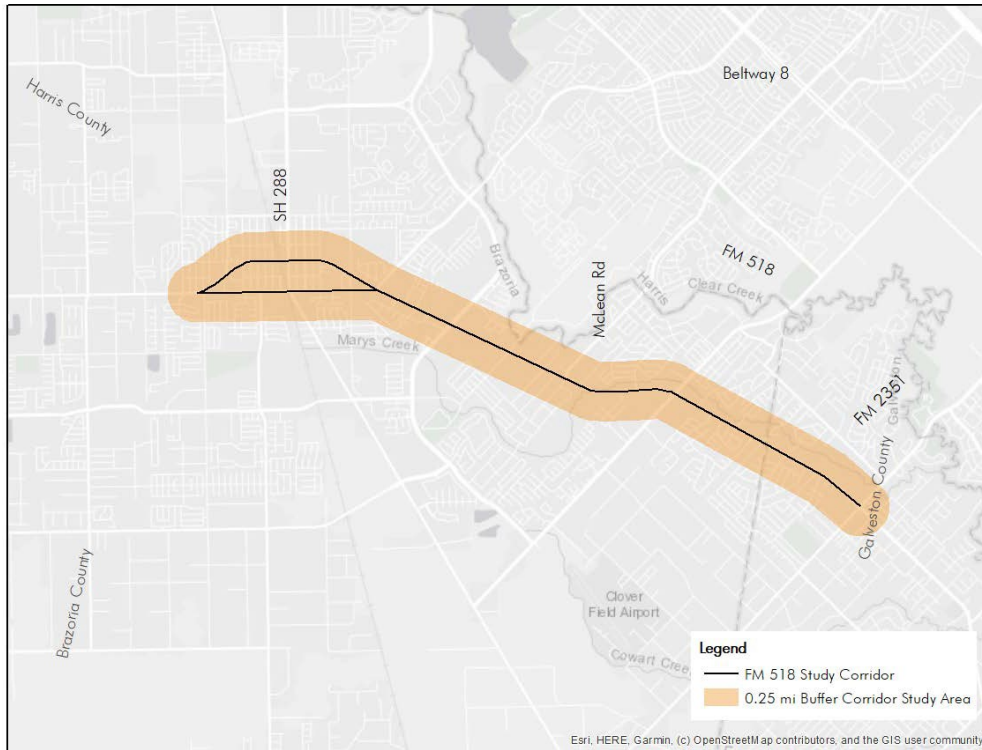 Beltway 8
Harris County
SH 288
Brazoria
McLean Rd
Harris
FM 518
Clear Creek
Marys Creek
FM 2351
Galveston
Galveston County
Brazoria County
Clover
Field Airport
Cowart Creek
Legend
FM 518 Study Corridor
0.25 mi Buffer Corridor Study Area
Esri, HERE, Garmin, (c) OpenStreetMap contributors, and the GIS user community